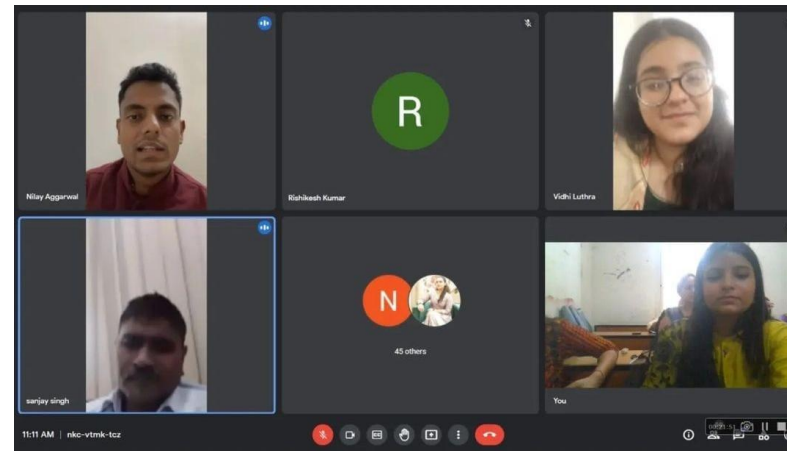 Nilay Aggarwal
R
Rishikesh Kumar
Vidhi Luthra
sanjay singh
N
45 others
You
11:11 AM | nkc-vtmk-tcz